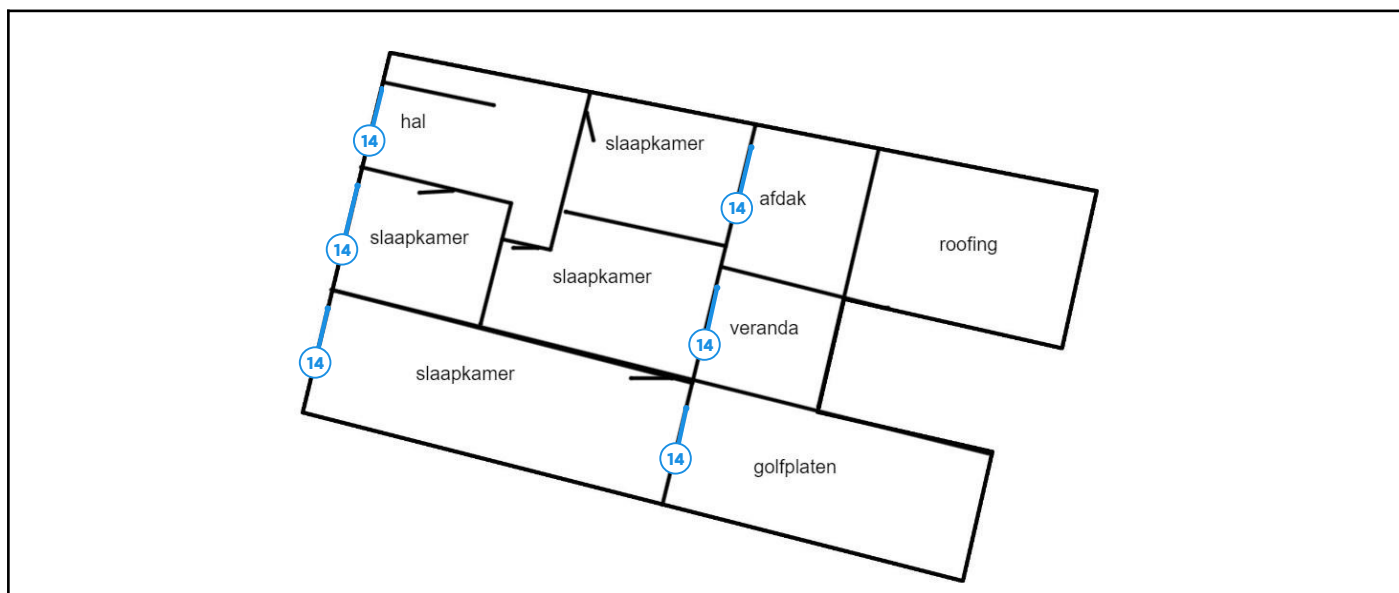 hal
14
slaapkamer
14
afdak
slaapkamer
roofing
14
slaapkamer
veranda
14
14
slaapkamer
14
golfplaten